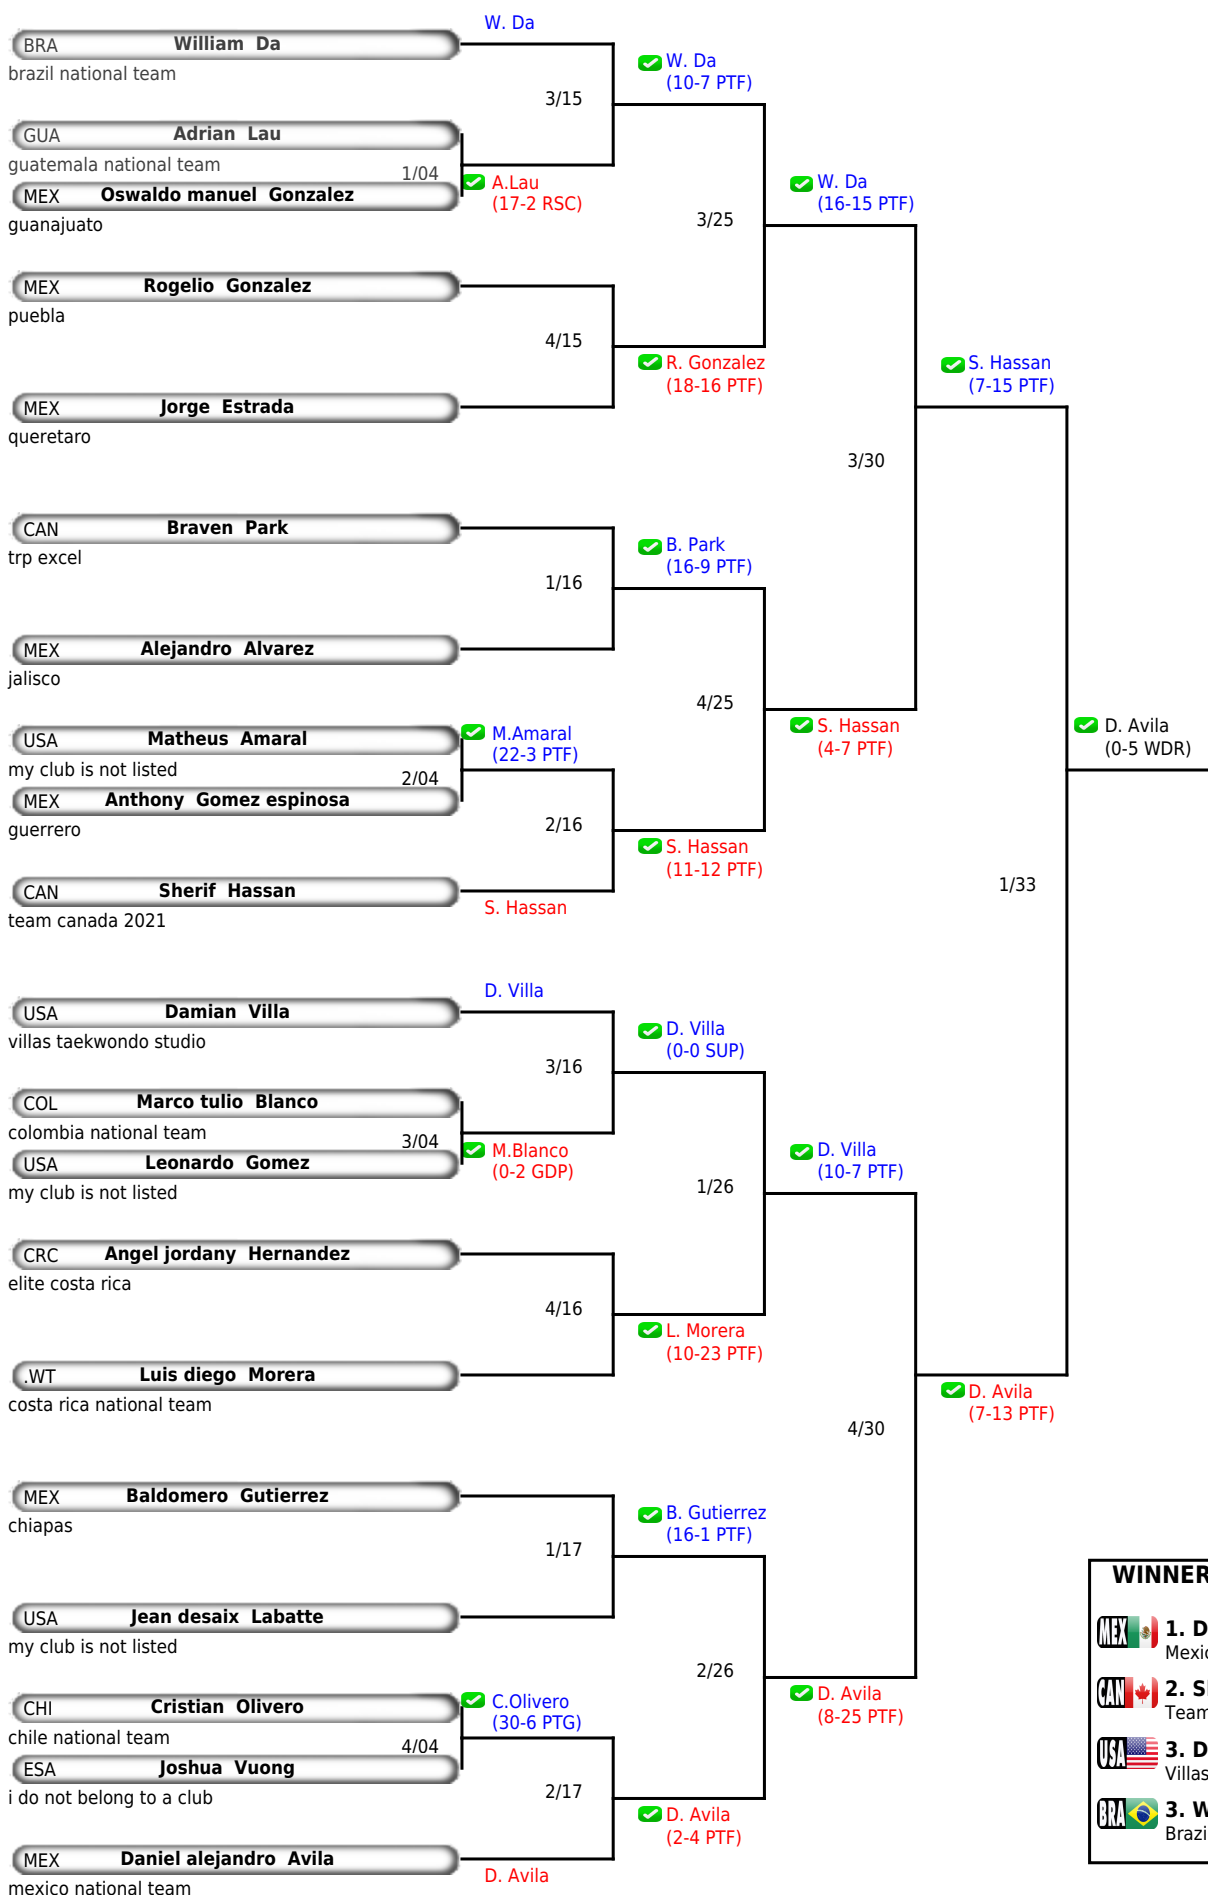 W. Da
BRA William Da
brazil national team
W. Da
(10-7 PTF)
3/15
GUA Adrian Lau
guatemala national team
1/04
MEX Oswaldo manuel Gonzalez
guanajuato
A.Lau
(17-2 RSC)
W. Da
(16-15 PTF)
3/25
MEX Rogelio Gonzalez
puebla
4/15
R. Gonzalez
(18-16 PTF)
S. Hassan
(7-15 PTF)
MEX Jorge Estrada
queretaro
3/30
CAN Braven Park
trp excel
B. Park
(16-9 PTF)
1/16
MEX Alejandro Alvarez
jalisco
4/25
USA Matheus Amaral
my club is not listed
2/04
MEX Anthony Gomez espinosa
guerrero
M.Amaral
(22-3 PTF)
S. Hassan
(4-7 PTF)
D. Avila
(0-5 WDR)
2/16
S. Hassan
(11-12 PTF)
CAN Sherif Hassan
team canada 2021
S. Hassan
1/33
D. Villa
USA Damian Villa
villas taekwondo studio
D. Villa
(0-0 SUP)
3/16
COL Marco tulio Blanco
colombia national team
3/04
USA Leonardo Gomez
my club is not listed
M.Blanco
(0-2 GDP)
D. Villa
(10-7 PTF)
1/26
CRC Angel jordany Hernandez
elite costa rica
4/16
L. Morera
(10-23 PTF)
.WT Luis diego Morera
costa rica national team
D. Avila
(7-13 PTF)
4/30
MEX Baldomero Gutierrez
chiapas
B. Gutierrez
(16-1 PTF)
1/17
USA Jean desaix Labatte
my club is not listed
2/26
CHI Cristian Olivero
chile national team
4/04
ESA Joshua Vuong
i do not belong to a club
C.Olivero
(30-6 PTG)
D. Avila
(8-25 PTF)
2/17
D. Avila
(2-4 PTF)
MEX Daniel alejandro Avila
mexico national team
D. Avila
WINNER
MEX 1. D
Mexic
CAN 2. S
Team
USA 3. D
Villas
BRA 3. W
Brazi